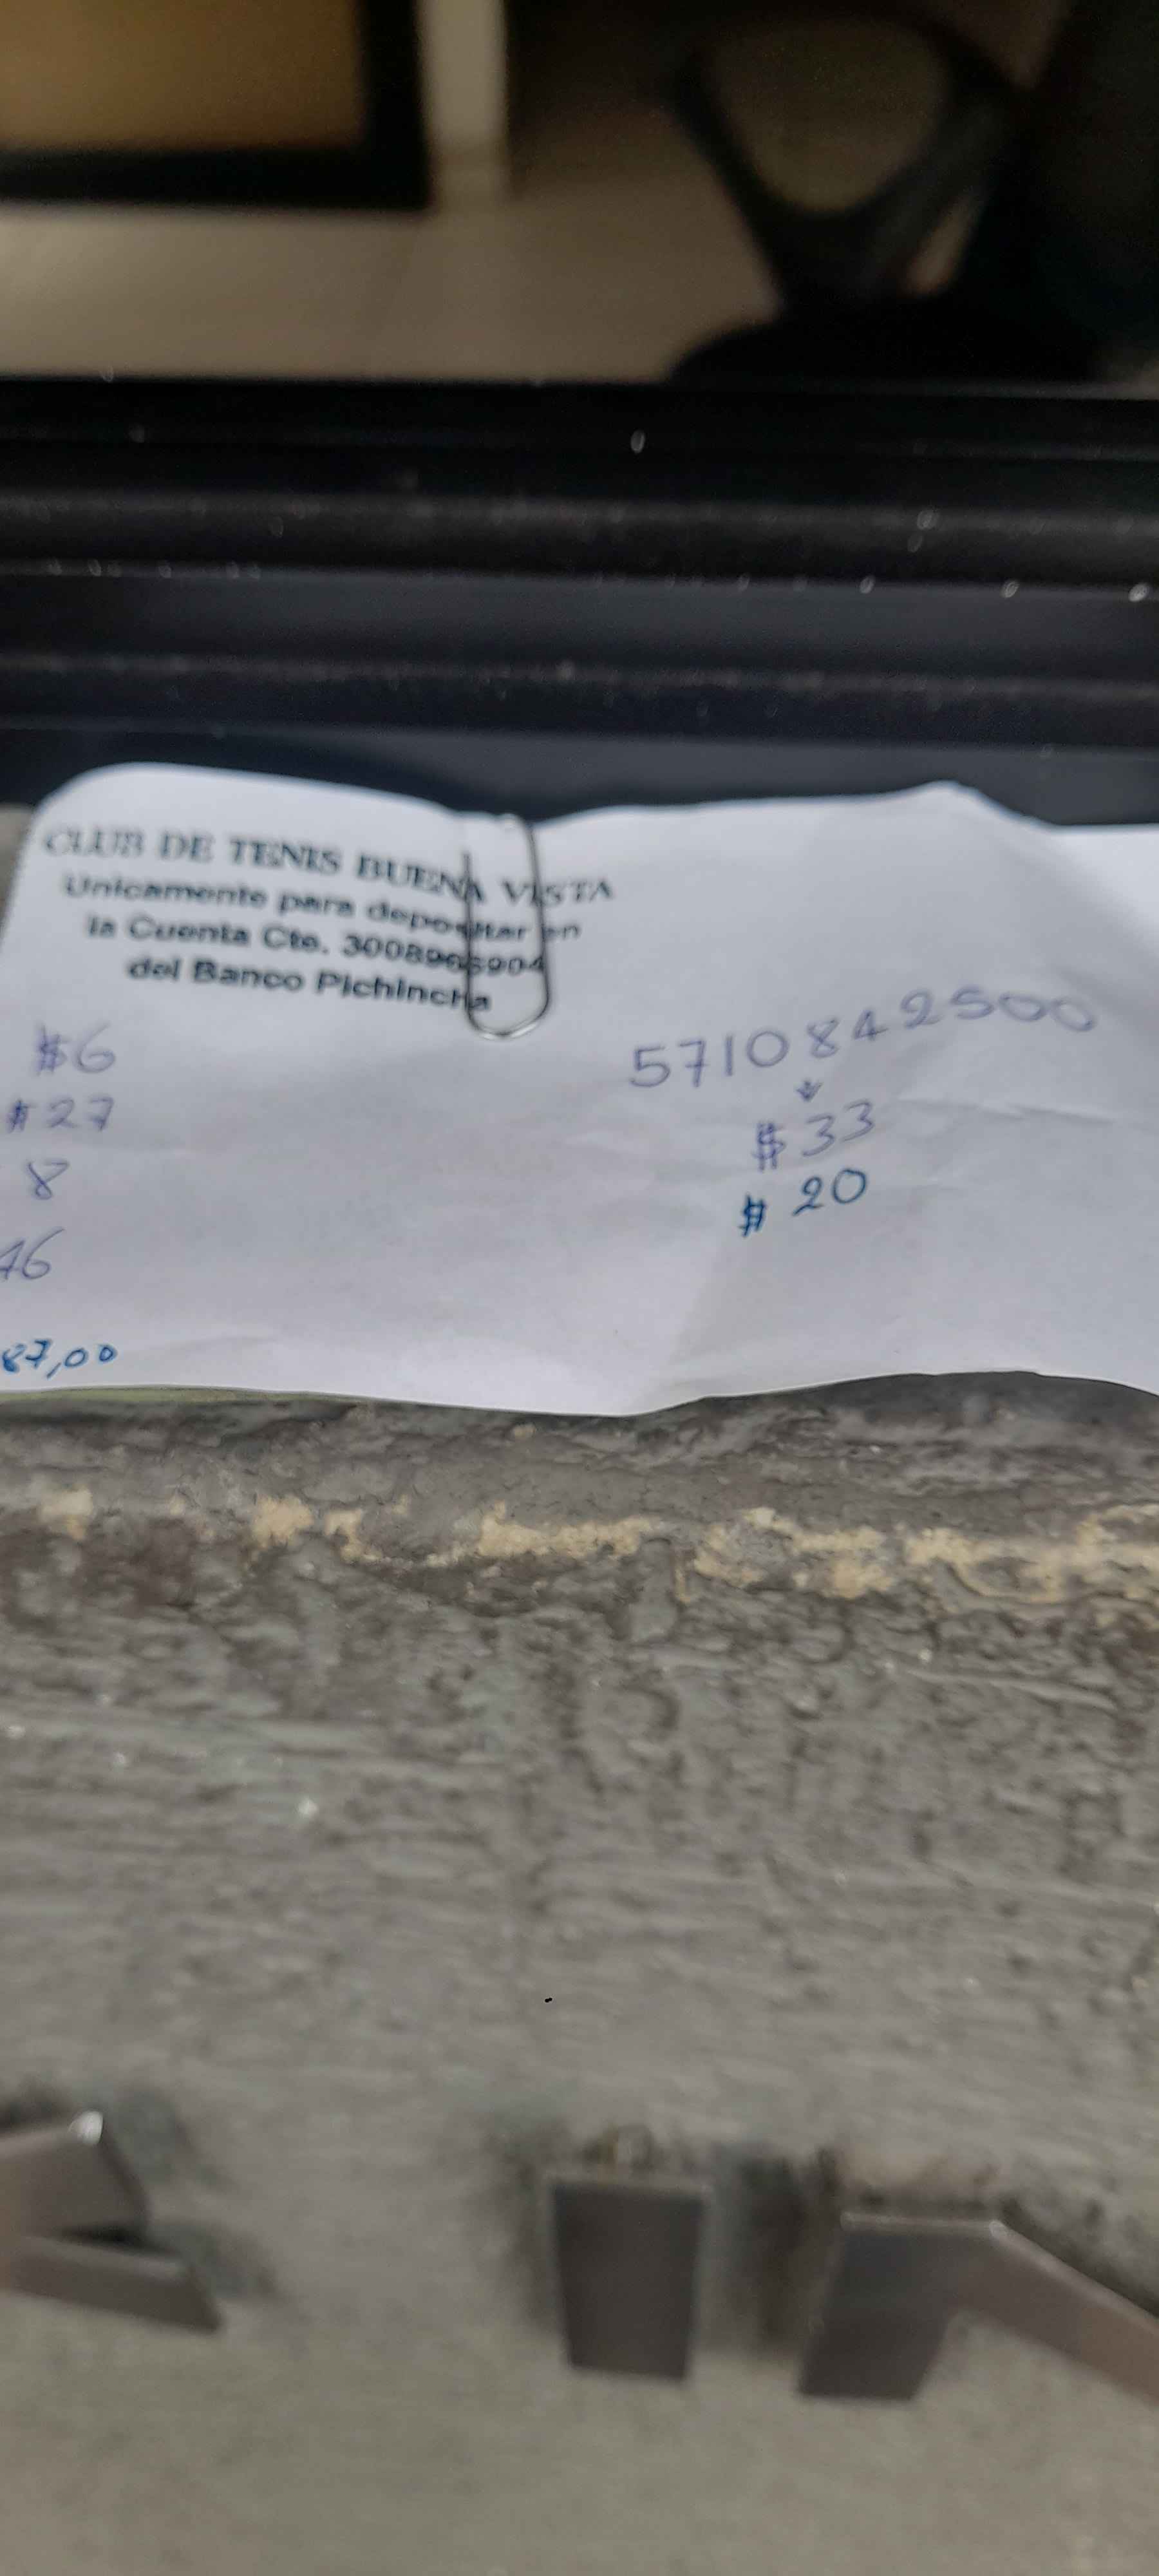 CLUB DE TENIS BUENA VISTA
Unicamente para depositar en
la Cuenta Cte. 3008966904
del Banco Pichincha
$6
$27
8
46
87,00
5710842500
$33
$20